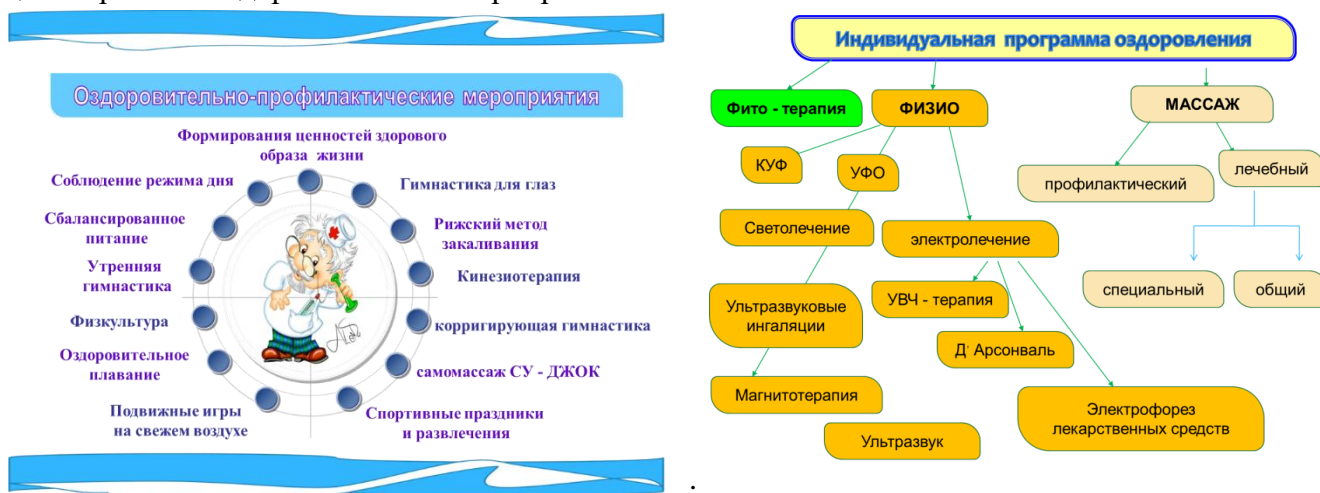 Оздоровительно-профилактические мероприятия
Формирования ценностей здорового
образа жизни
Соблюдение режима дня
Гимнастика для глаз
Сбалансированное
питание
Рижский метод
закаливания
Утренняя
гимнастика
Кинезиотерапия
Физкультура
корригирующая гимнастика
Оздоровительное
плавание
самомассаж СУ - ДЖОК
Подвижные игры
на свежем воздухе
Спортивные праздники
и развлечения
.
Индивидуальная программа оздоровления
Фито - терапия
ФИЗИО
МАССАЖ
КУФ
УФО
профилактический
лечебный
Светолечение
электролечение
специальный
общий
Ультразвуковые
ингаляции
УВЧ - терапия
Д' Арсонваль
Магнитотерапия
Электрофорез
лекарственных средств
Ультразвук